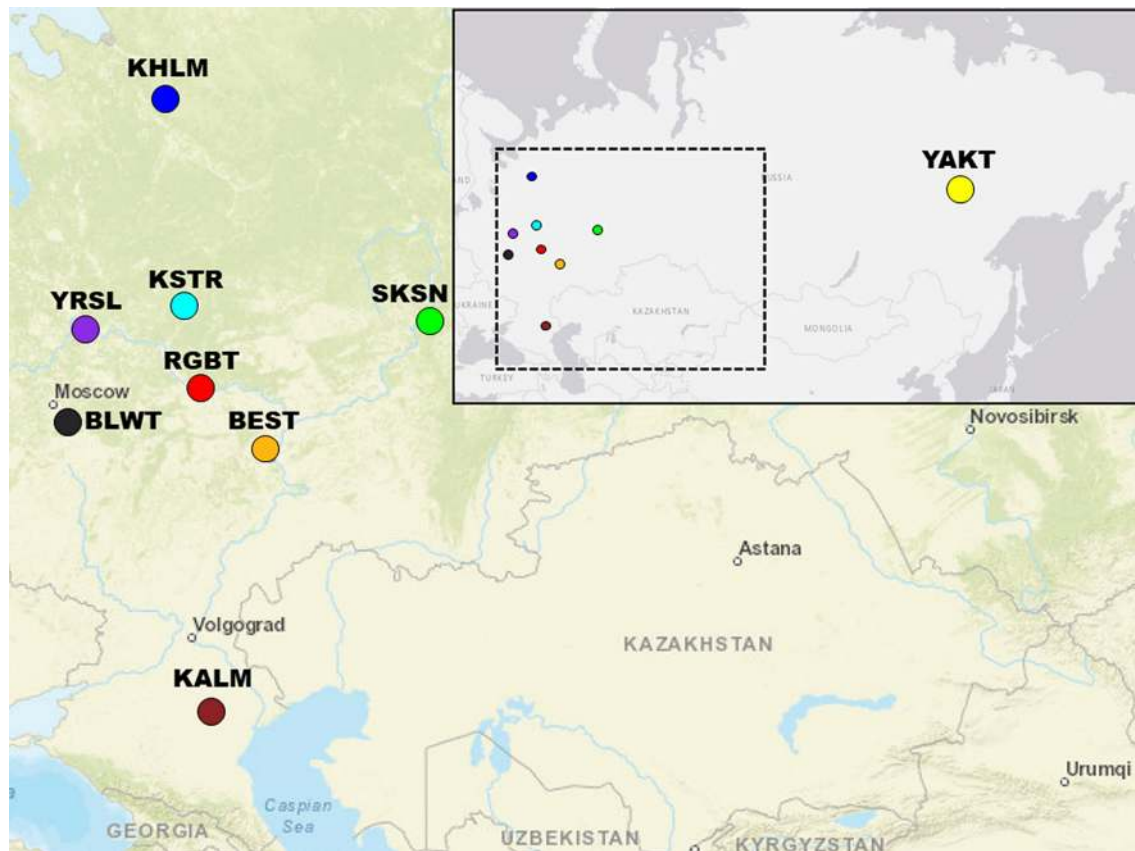 KHLM
YAKT
RUSSIA
KSTR
YRSL
SKSN
UKRAINE
KAZAKHSTAN
MONGOLIA
RGBT
TURKEY
JAPAN
Moscow
BLWT
BEST
Novosibirsk
Astana
Volgograd
KAZAKHSTAN
KALM
Urumqi
Caspian
Sea
GEORGIA
UZBEKISTAN
KYRGYZSTAN